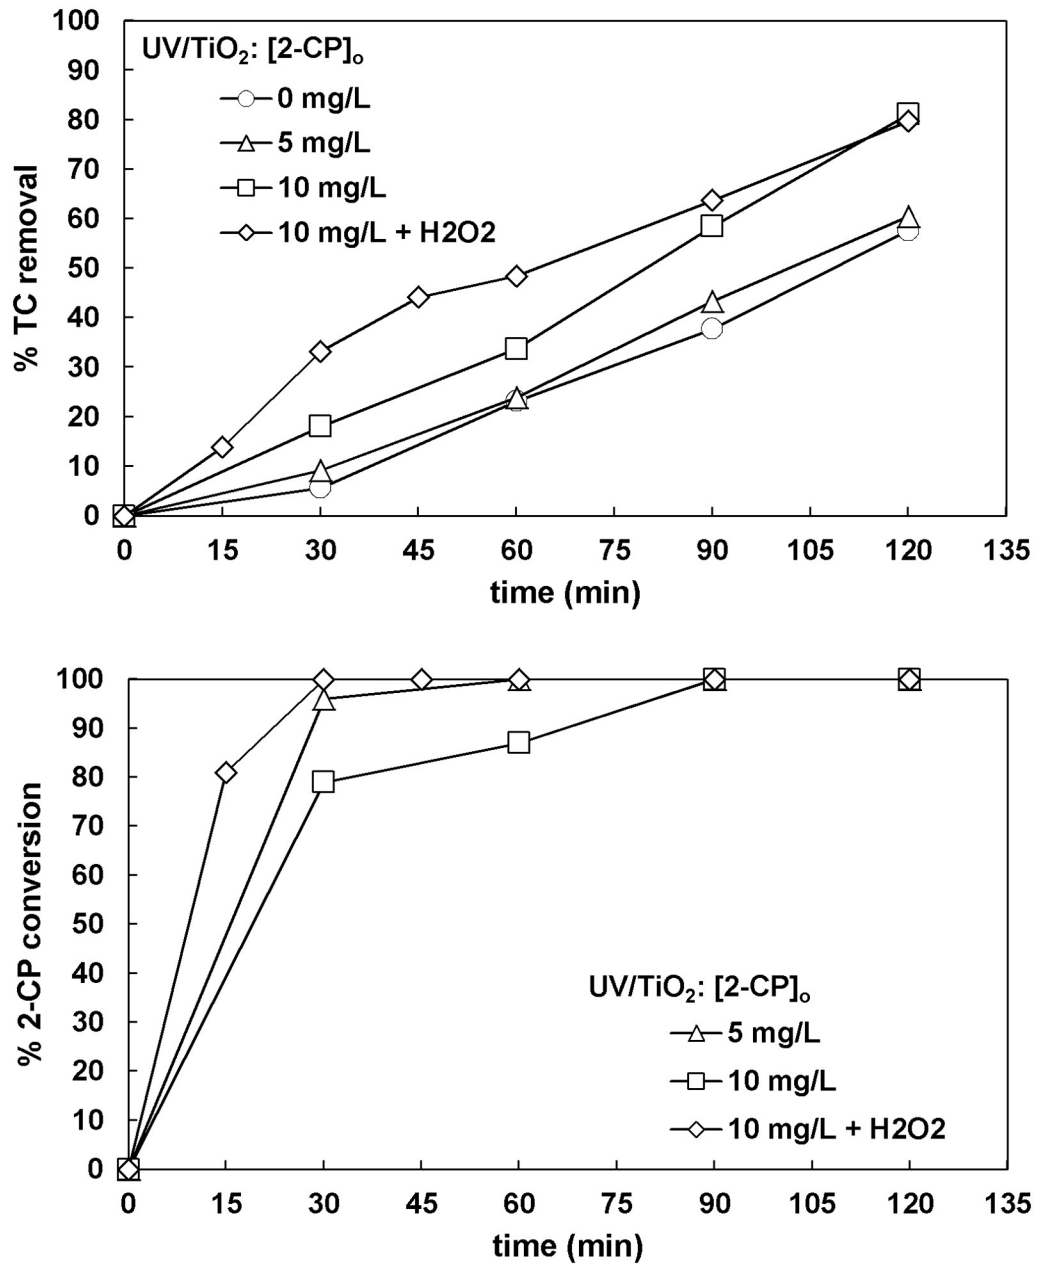 100
90
80
70
60
50
40
30
20
10
0
% TC removal
UV/TiO₂: [2-CP]ₒ
0 mg/L
5 mg/L
10 mg/L
10 mg/L + H2O2
0 15 30 45 60 75 90 105 120 135
time (min)
100
90
80
70
60
50
40
30
20
10
0
% 2-CP conversion
UV/TiO₂: [2-CP]ₒ
5 mg/L
10 mg/L
10 mg/L + H2O2
0 15 30 45 60 75 90 105 120 135
time (min)